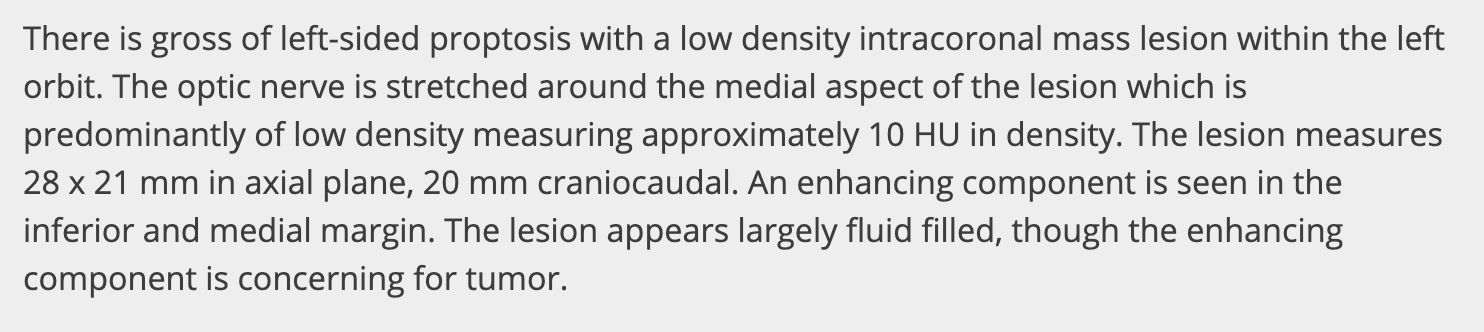 There is gross of left-sided proptosis with a low density intracoronal mass lesion within the left
orbit. The optic nerve is stretched around the medial aspect of the lesion which is
predominantly of low density measuring approximately 10 HU in density. The lesion measures
28 x 21 mm in axial plane, 20 mm craniocaudal. An enhancing component is seen in the
inferior and medial margin. The lesion appears largely fluid filled, though the enhancing
component is concerning for tumor.